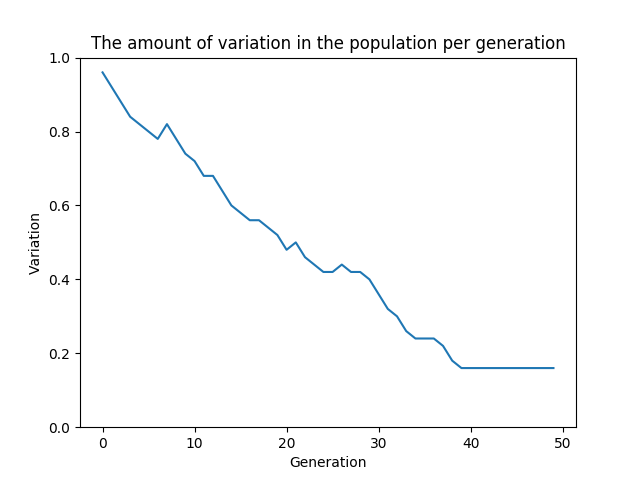 The amount of variation in the population per generation
1.0
0.8
0.6
0.4
0.2
0.0
Variation
0 10 20 30 40 50
Generation